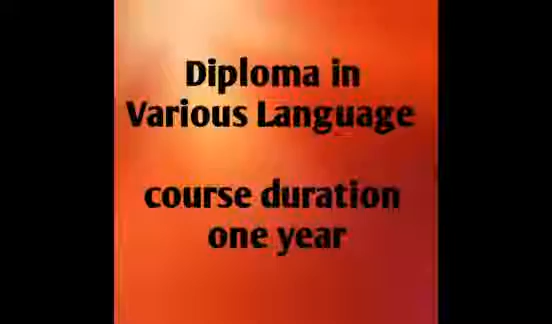 Diploma in
Various Language
course duration
one year